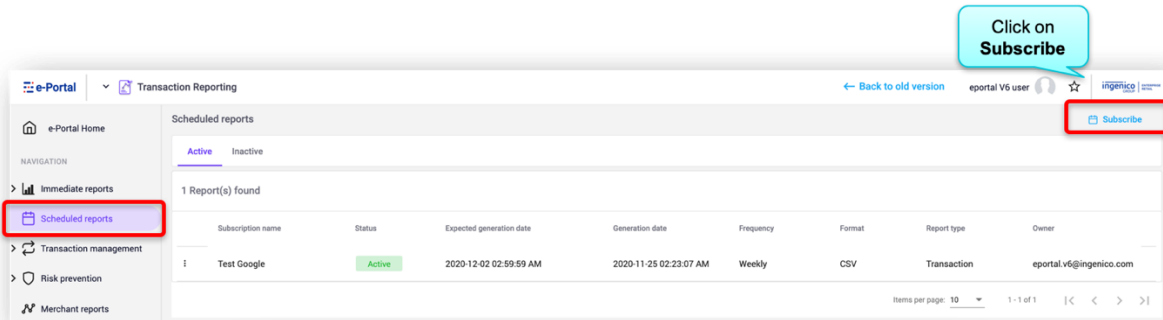 Click on
Subscribe
e-Portal
Transaction Reporting
← Back to old version
eportal V6 user
ingenico
GROUP
e-Portal Home
Scheduled reports
Subscribe
NAVIGATION
Active Inactive
Immediate reports
1 Report(s) found
Scheduled reports
Subscription name Status Expected generation date Generation date Frequency Format Report type Owner
Transaction management
Test Google Active 2020-12-02 02:59:59 AM 2020-11-25 02:23:07 AM Weekly CSV Transaction eportal.v6@ingenico.com
Risk prevention
Items per page: 10 1 - 1 of 1
Merchant reports